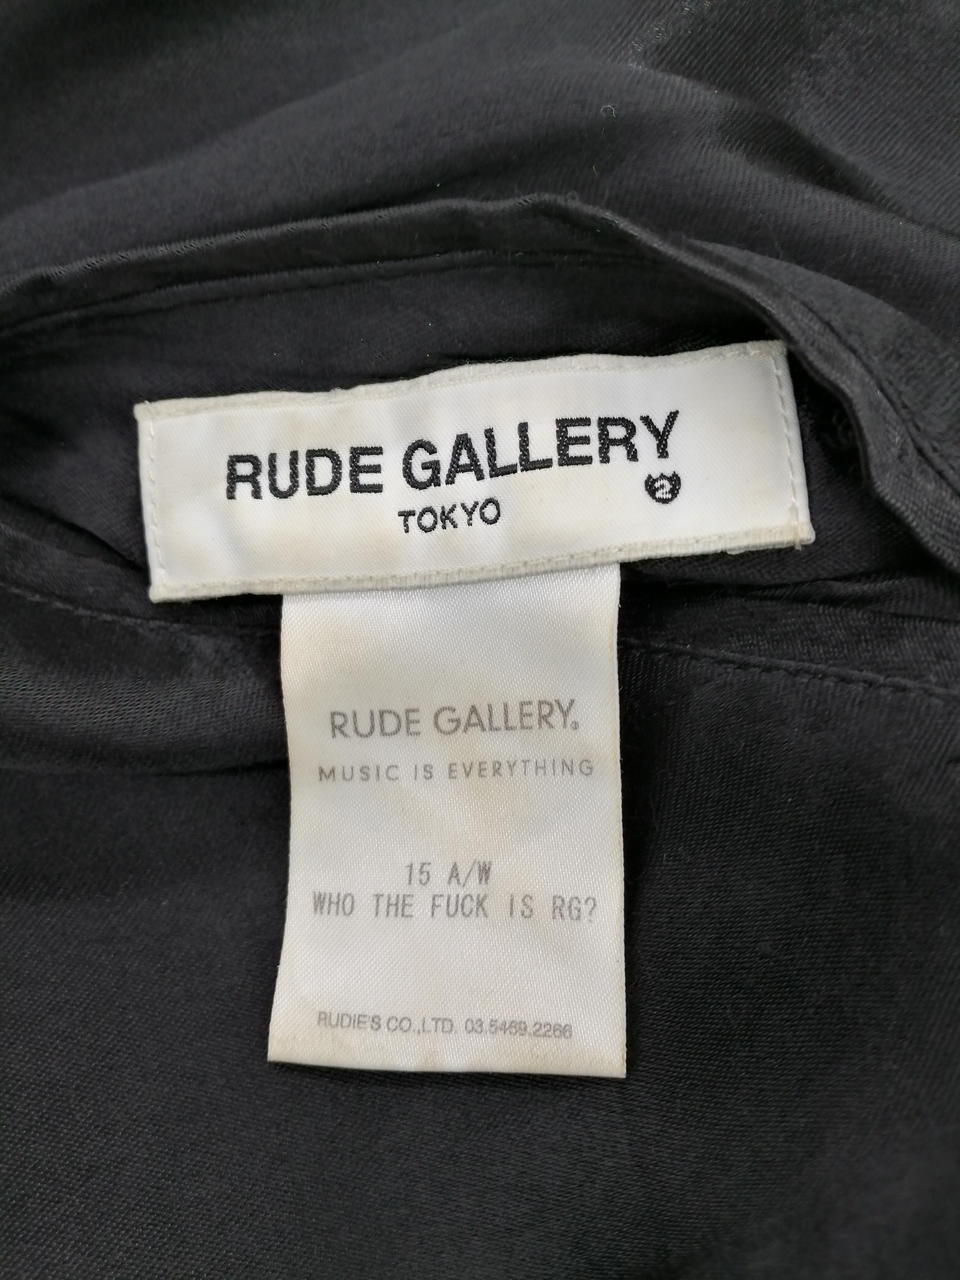 RUDE GALLERY
TOKYO
2
RUDE GALLERY.
MUSIC IS EVERYTHING
15 A/W
WHO THE FUCK IS RG?
RUDIE'S CO.,LTD. 03.5469.2266